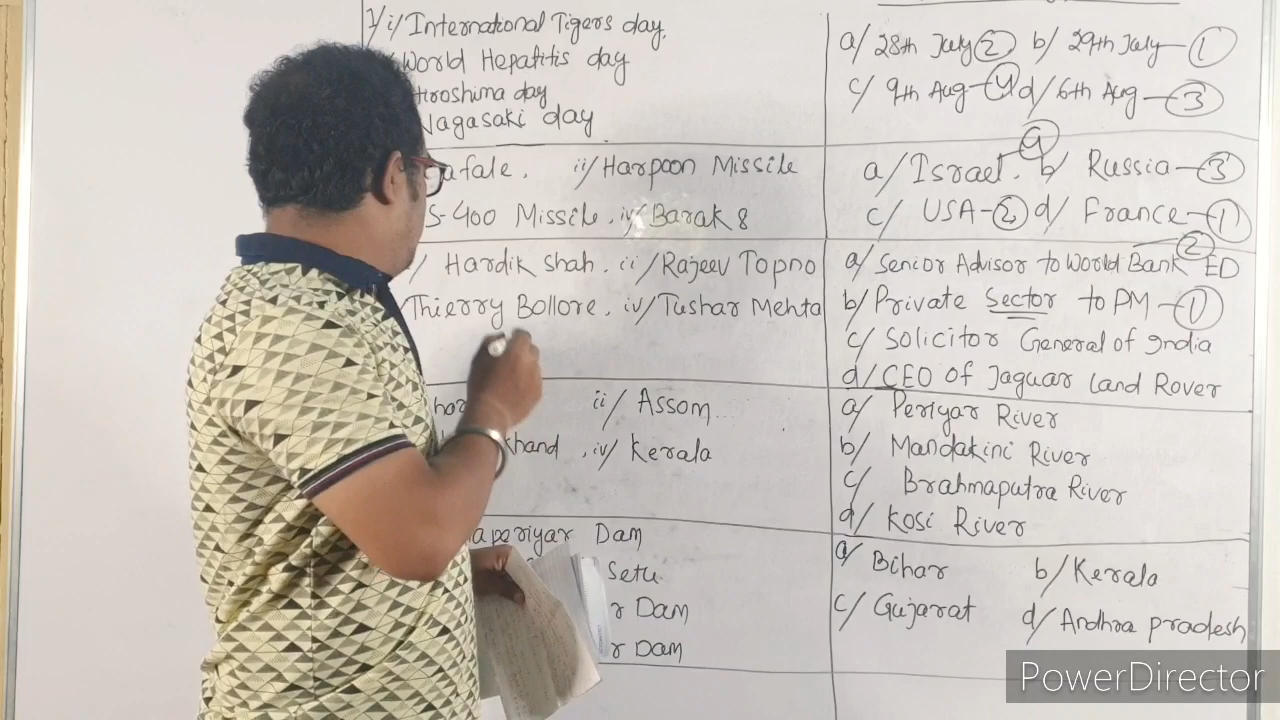 1/ i/ International Tigers day.
World Hepatitis day
Hiroshima day
Nagasaki day
a/ 28th July 2 b/ 29th July - 1
c/ 9th Aug - 4 d/ 6th Aug - 3
afale. ii/ Harpoon Missile
S-400 Missile. iv/ Barak 8
a/ Israel. b/ Russia - 3
c/ USA - 2 d/ France - 1
/ Hardik Shah. ii/ Rajeev Topno
Thierry Bollore. iv/ Tushar Mehta
a/ Senior Advisor to World Bank ED 2
b/ Private Sector to PM - 1
c/ Solicitor General of India
d/ CEO of Jaguar Land Rover
ii/ Assom
khand . iv/ Kerala
a/ Periyar River
b/ Mandakini River
c/ Brahmaputra River
d/ Kosi River
aperiyar Dam
Setu
r Dam
r Dam
a/ Bihar b/ Kerala
c/ Gujarat d/ Andhra pradesh
PowerDirector